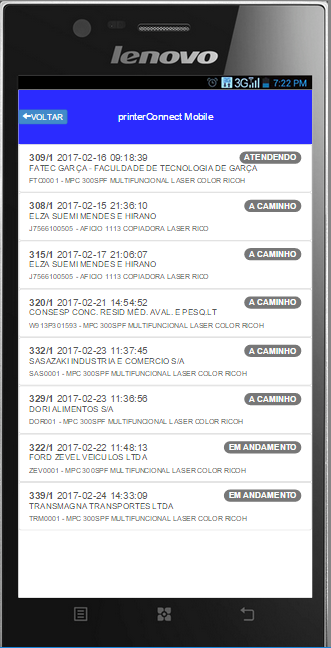 lenovo
3G 7:22 PM
VOLTAR
printerConnect Mobile
309/1 2017-02-16 09:18:39 ATENDENDO
FATEC GARÇA - FACULDADE DE TECNOLOGIA DE GARÇA
FTC0001 - MPC 300SPF MULTIFUNCIONAL LASER COLOR RICOH
308/1 2017-02-15 21:36:10 A CAMINHO
ELZA SUEMI MENDES E HIRANO
J7566100505 - AFICIO 1113 COPIADORA LASER RICO
315/1 2017-02-17 21:06:07 A CAMINHO
ELZA SUEMI MENDES E HIRANO
J7566100505 - AFICIO 1113 COPIADORA LASER RICO
320/1 2017-02-21 14:54:52 A CAMINHO
CONSESP CONC. RESID MÉD. AVAL. E PESQ.LT
W913P301593 - MPC 300SPF MULTIFUNCIONAL LASER COLOR RICOH
332/1 2017-02-23 11:37:45 A CAMINHO
SASAZAKI INDUSTRIA E COMERCIO S/A
SAS0001 - MPC 300SPF MULTIFUNCIONAL LASER COLOR RICOH
329/1 2017-02-23 11:36:56 A CAMINHO
DORI ALIMENTOS S/A
DOR001 - MPC 300SPF MULTIFUNCIONAL LASER COLOR RICOH
322/1 2017-02-22 11:48:13 EM ANDAMENTO
FORD ZEVEL VEICULOS LTDA
ZEV0001 - MPC 300SPF MULTIFUNCIONAL LASER COLOR RICOH
339/1 2017-02-24 14:33:09 EM ANDAMENTO
TRANSMAGNA TRANSPORTES LTDA
TRM0001 - MPC 300SPF MULTIFUNCIONAL LASER COLOR RICOH